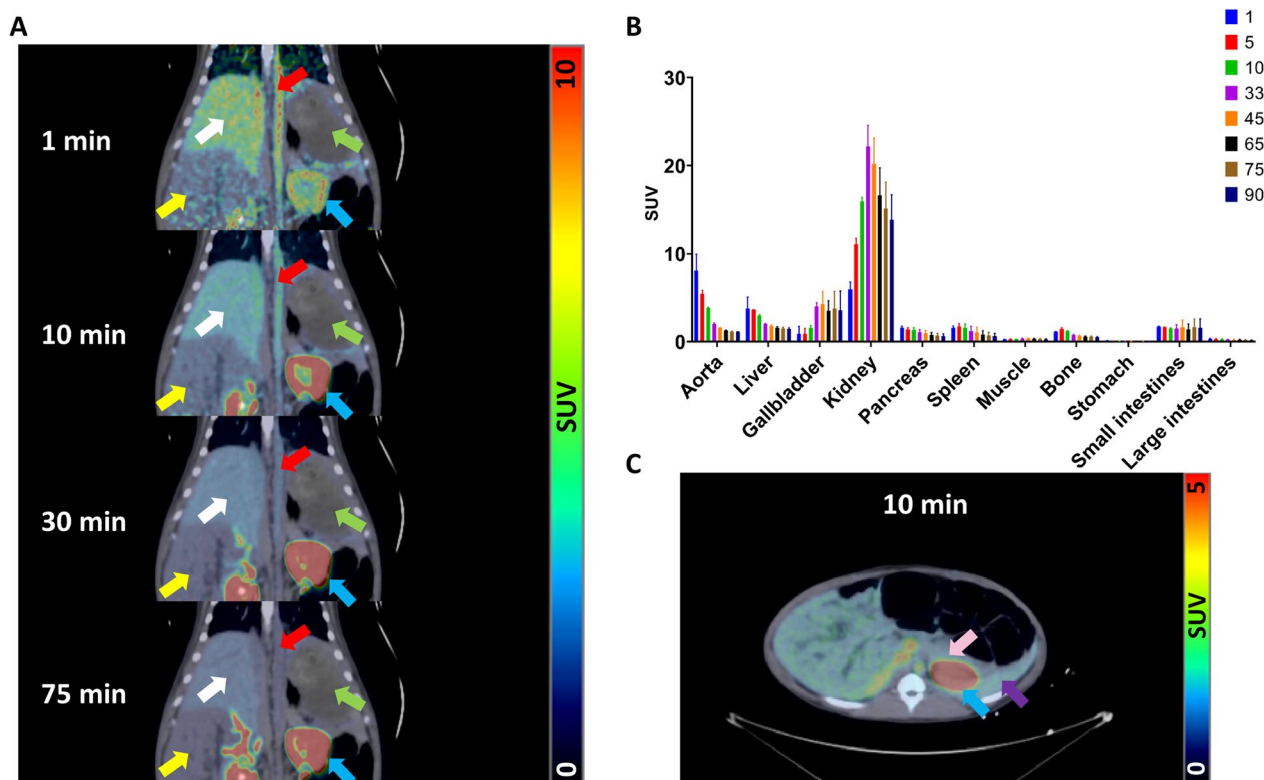 A
1 min
10 min
30 min
75 min
10
SUV
0
B
1
5
10
33
45
65
75
90
30
20
10
0
SUV
Aorta
Liver
Gallbladder
Kidney
Pancreas
Spleen
Muscle
Bone
Stomach
Small intestines
Large intestines
C
10 min
5
SUV
0